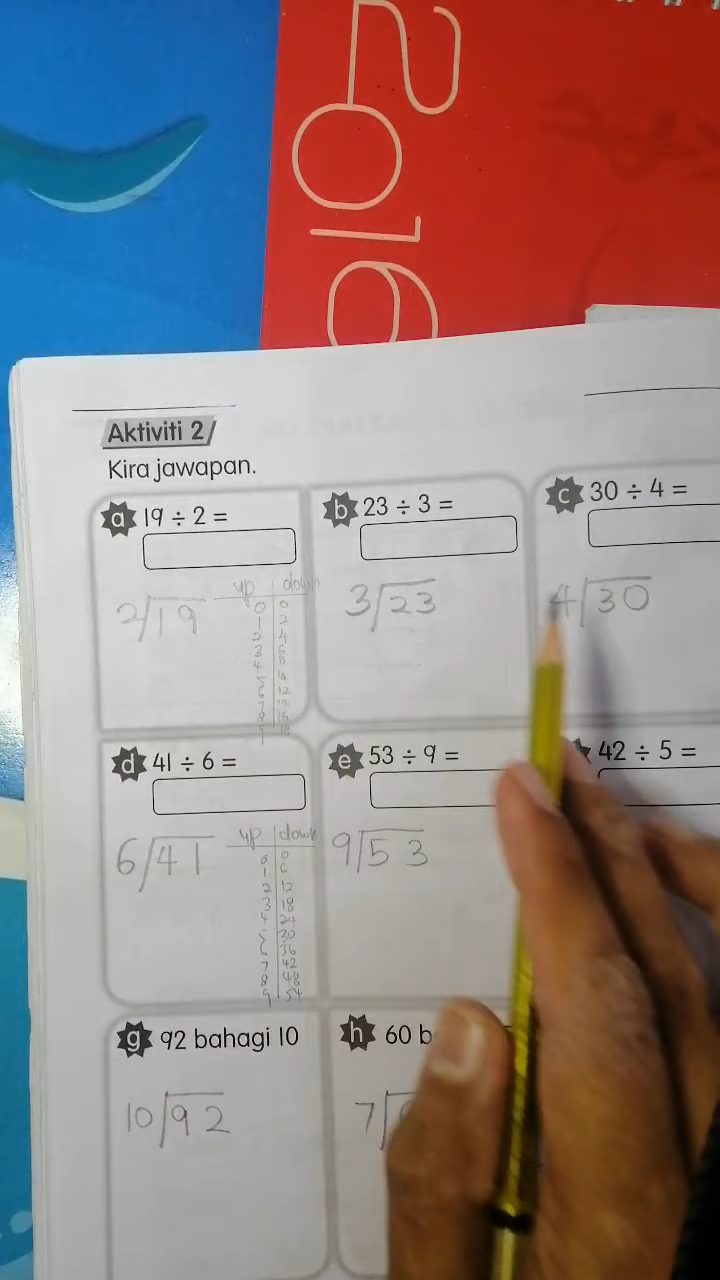 2016
Aktiviti 2
Kira jawapan.
a 19 ÷ 2 =
2 19
up down
0 0
1 2
2 4
3 6
4 8
5 10
6 12
7 14
8 16
9 18
b 23 ÷ 3 =
3 23
c 30 ÷ 4 =
4 30
d 41 ÷ 6 =
6 41
up down
0 0
1 6
2 12
3 18
4 24
5 30
6 36
7 42
8 48
9 54
e 53 ÷ 9 =
9 53
42 ÷ 5 =
g 92 bahagi 10
10 92
h 60
7